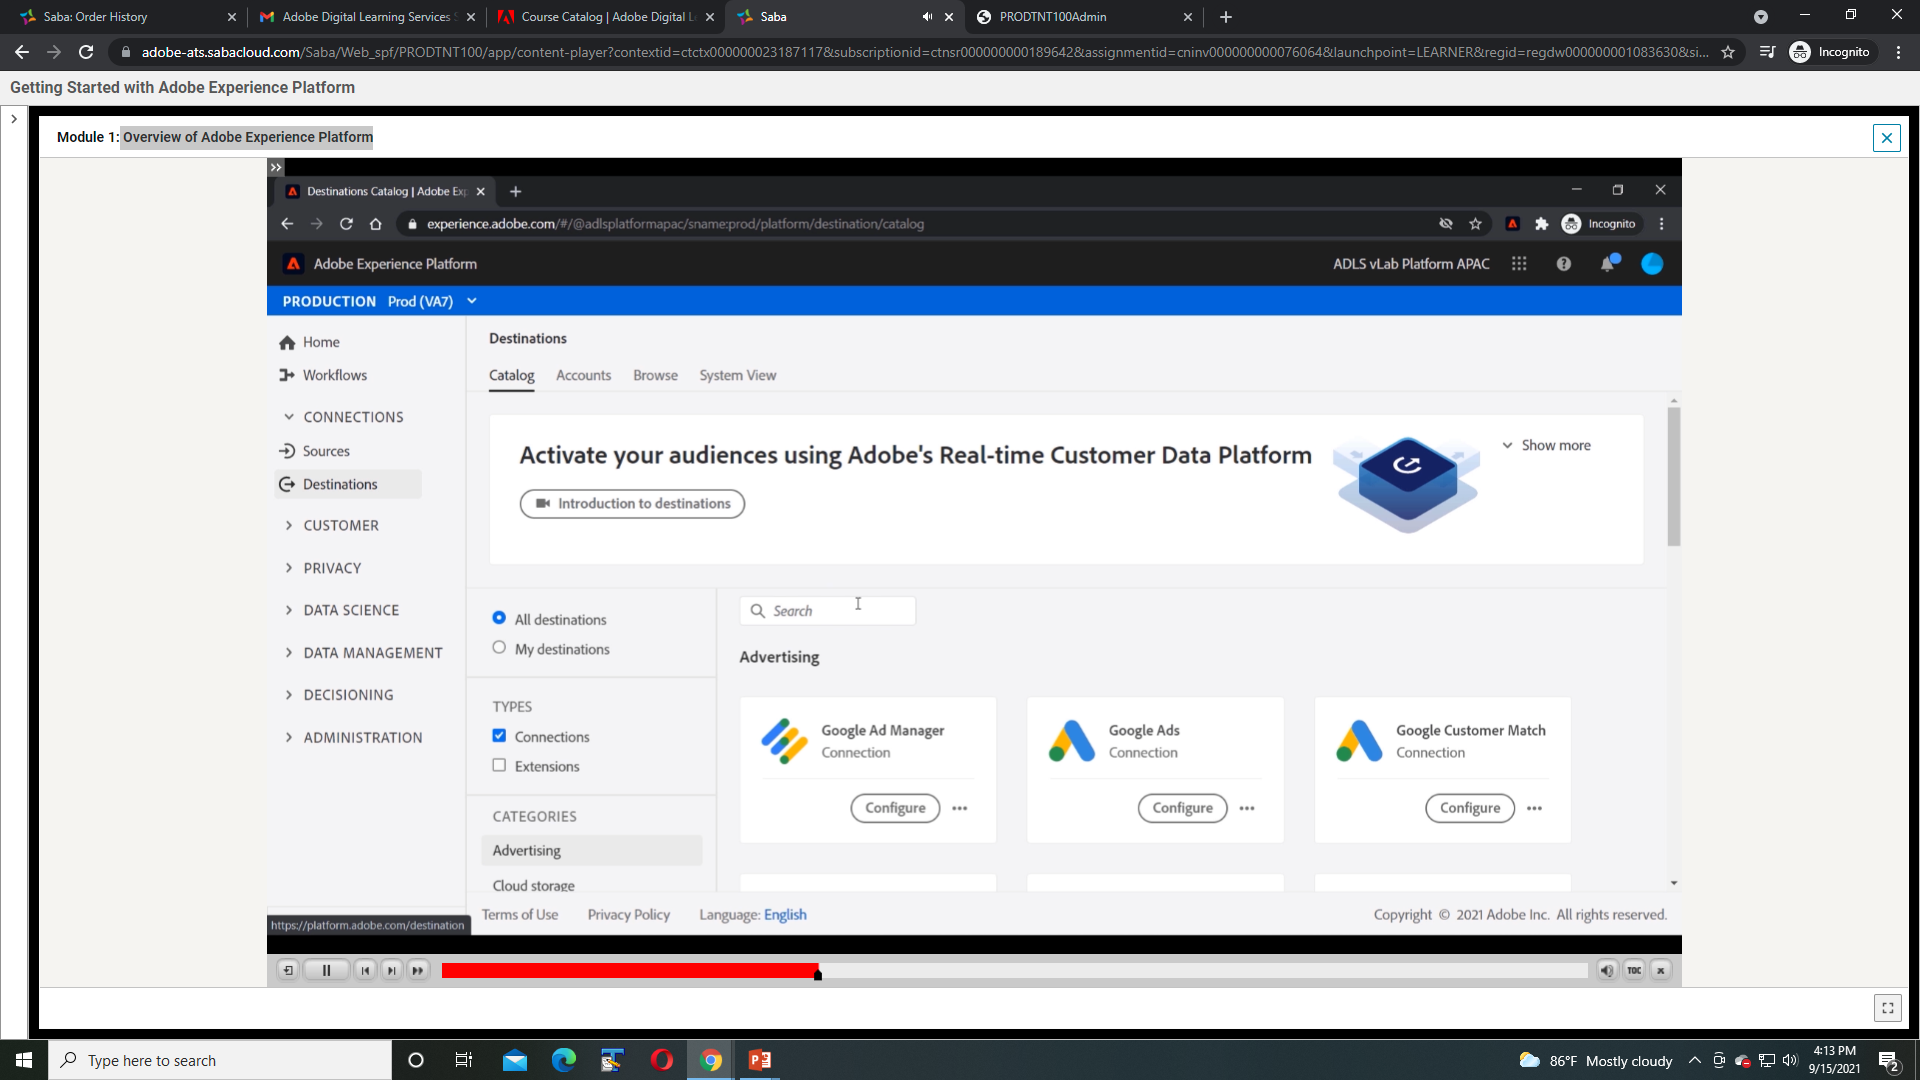 Saba: Order History
Adobe Digital Learning Services S
Course Catalog | Adobe Digital L
Saba
PRODTNT100Admin
adobe-ats.sabacloud.com/Saba/Web_spf/PRODTNT100/app/content-player?contextid=ctctx000000023187117&subscriptionid=ctnsr000000000189642&assignmentid=cninv000000000076064&launchpoint=LEARNER&regid=regdw000000001083630&si...
Incognito
Getting Started with Adobe Experience Platform
Module 1: Overview of Adobe Experience Platform
Destinations Catalog | Adobe Exp
experience.adobe.com/#/@adlsplatformapac/sname:prod/platform/destination/catalog
Incognito
Adobe Experience Platform
ADLS vLab Platform APAC
PRODUCTION Prod (VA7)
Home
Workflows
CONNECTIONS
Sources
Destinations
CUSTOMER
PRIVACY
DATA SCIENCE
DATA MANAGEMENT
DECISIONING
ADMINISTRATION
Destinations
Catalog Accounts Browse System View
Activate your audiences using Adobe's Real-time Customer Data Platform
Show more
Introduction to destinations
All destinations
My destinations
TYPES
Connections
Extensions
CATEGORIES
Advertising
Cloud storage
Search
Advertising
Google Ad Manager
Connection
Configure
Google Ads
Connection
Configure
Google Customer Match
Connection
Configure
Terms of Use Privacy Policy Language: English
Copyright © 2021 Adobe Inc. All rights reserved.
https://platform.adobe.com/destination
TOC
Type here to search
86°F Mostly cloudy
4:13 PM
9/15/2021
2